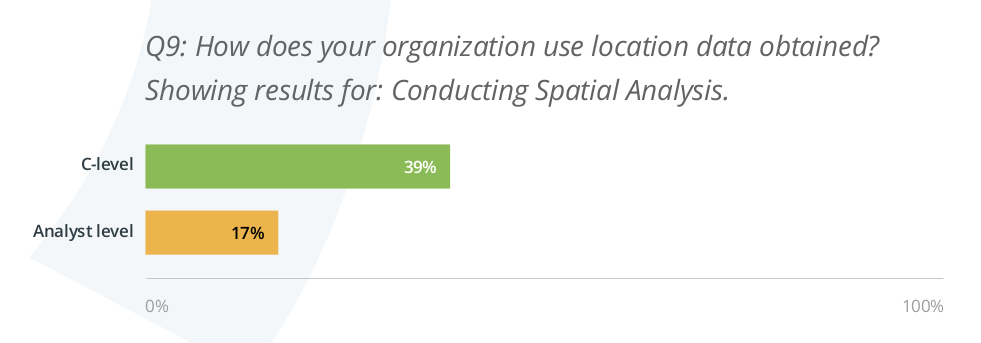 Q9: How does your organization use location data obtained?
Showing results for: Conducting Spatial Analysis.
C-level 39%
Analyst level 17%
0% 100%